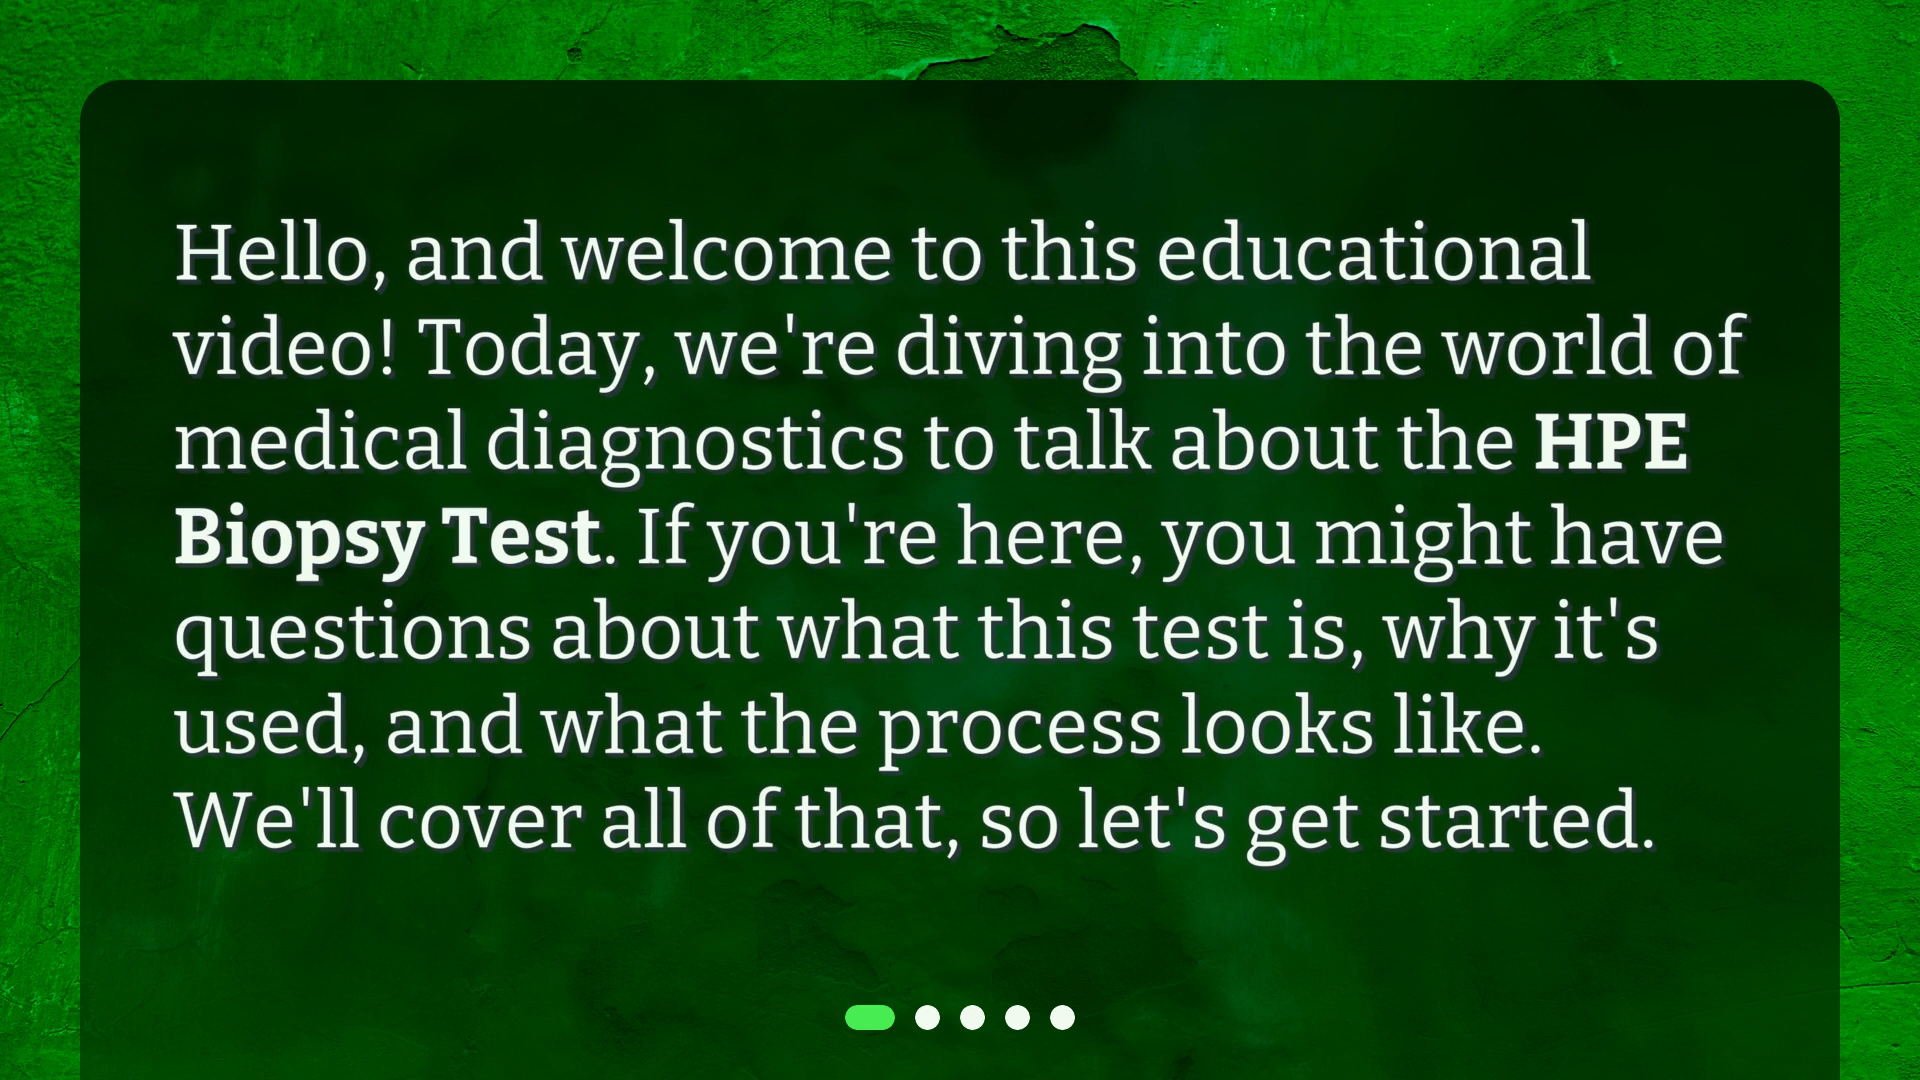 Hello, and welcome to this educational
video! Today, we're diving into the world of
medical diagnostics to talk about the HPE
Biopsy Test. If you're here, you might have
questions about what this test is, why it's
used, and what the process looks like.
We'll cover all of that, so let's get started.